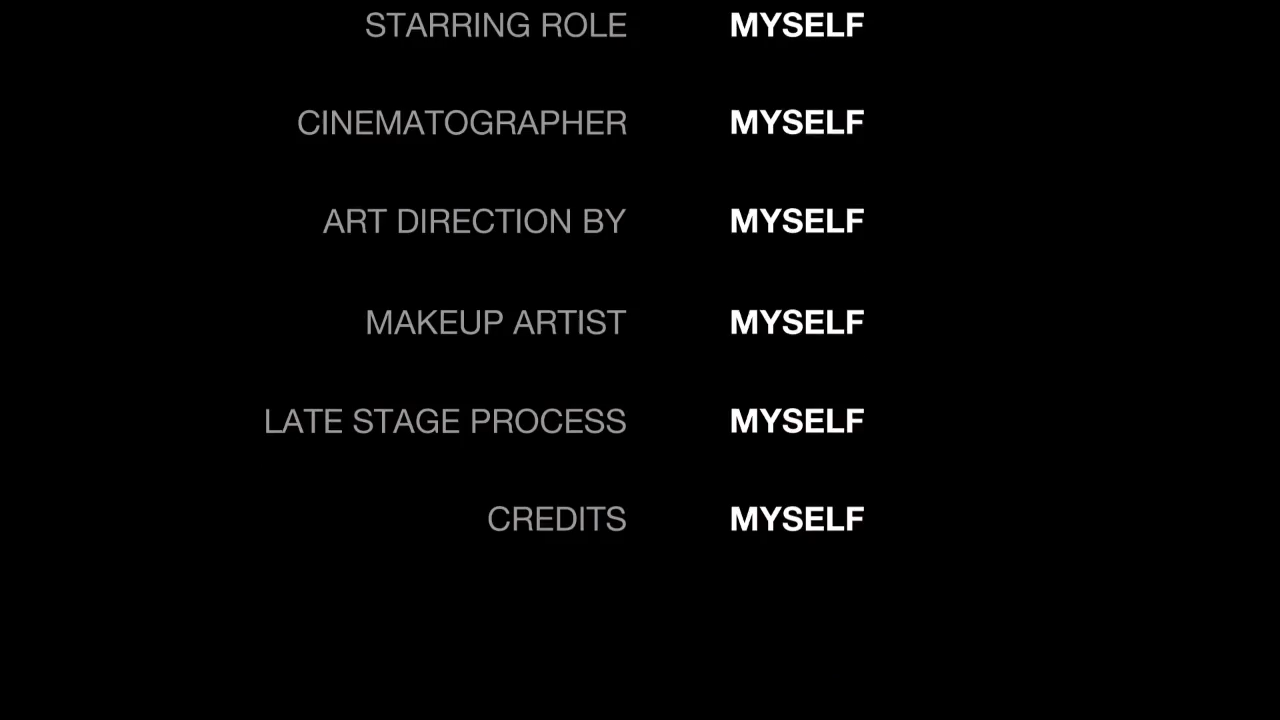 STARRING ROLE MYSELF
CINEMATOGRAPHER MYSELF
ART DIRECTION BY MYSELF
MAKEUP ARTIST MYSELF
LATE STAGE PROCESS MYSELF
CREDITS MYSELF